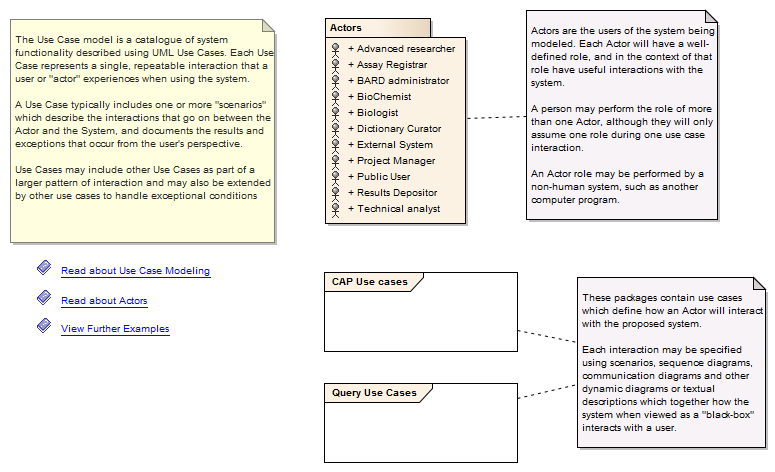 The Use Case model is a catalogue of system
functionality described using UML Use Cases. Each Use
Case represents a single, repeatable interaction that a
user or "actor" experiences when using the system.
A Use Case typically includes one or more "scenarios"
which describe the interactions that go on between the
Actor and the System, and documents the results and
exceptions that occur from the user's perspective.
Use Cases may include other Use Cases as part of a
larger pattern of interaction and may also be extended
by other use cases to handle exceptional conditions
Read about Use Case Modeling
Read about Actors
View Further Examples
Actors
+ Advanced researcher
+ Assay Registrar
+ BARD administrator
+ BioChemist
+ Biologist
+ Dictionary Curator
+ External System
+ Project Manager
+ Public User
+ Results Depositor
+ Technical analyst
Actors are the users of the system being
modeled. Each Actor will have a well-
defined role, and in the context of that
role have useful interactions with the
system.
A person may perform the role of more
than one Actor, although they will only
assume one role during one use case
interaction.
An Actor role may be performed by a
non-human system, such as another
computer program.
CAP Use cases
Query Use Cases
These packages contain use cases
which define how an Actor will interact
with the proposed system.
Each interaction may be specified
using scenarios, sequence diagrams,
communication diagrams and other
dynamic diagrams or textual
descriptions which together how the
system when viewed as a "black-box"
interacts with a user.